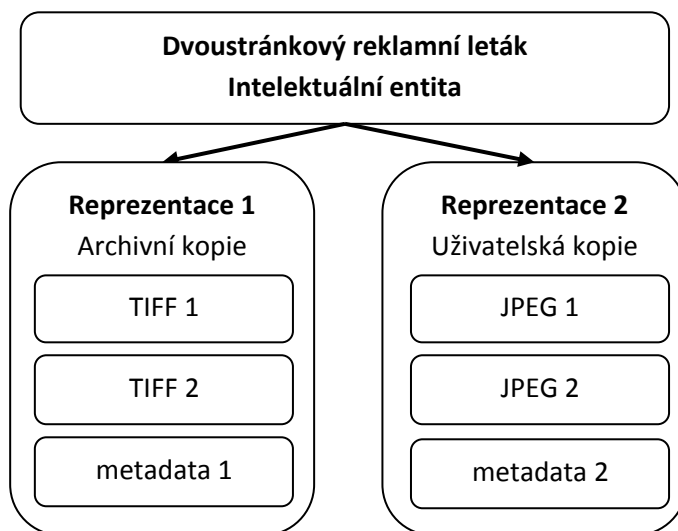 Dvoustránkový reklamní leták
Intelektuální entita
Reprezentace 1
Archivní kopie
TIFF 1
TIFF 2
metadata 1
Reprezentace 2
Uživatelská kopie
JPEG 1
JPEG 2
metadata 2